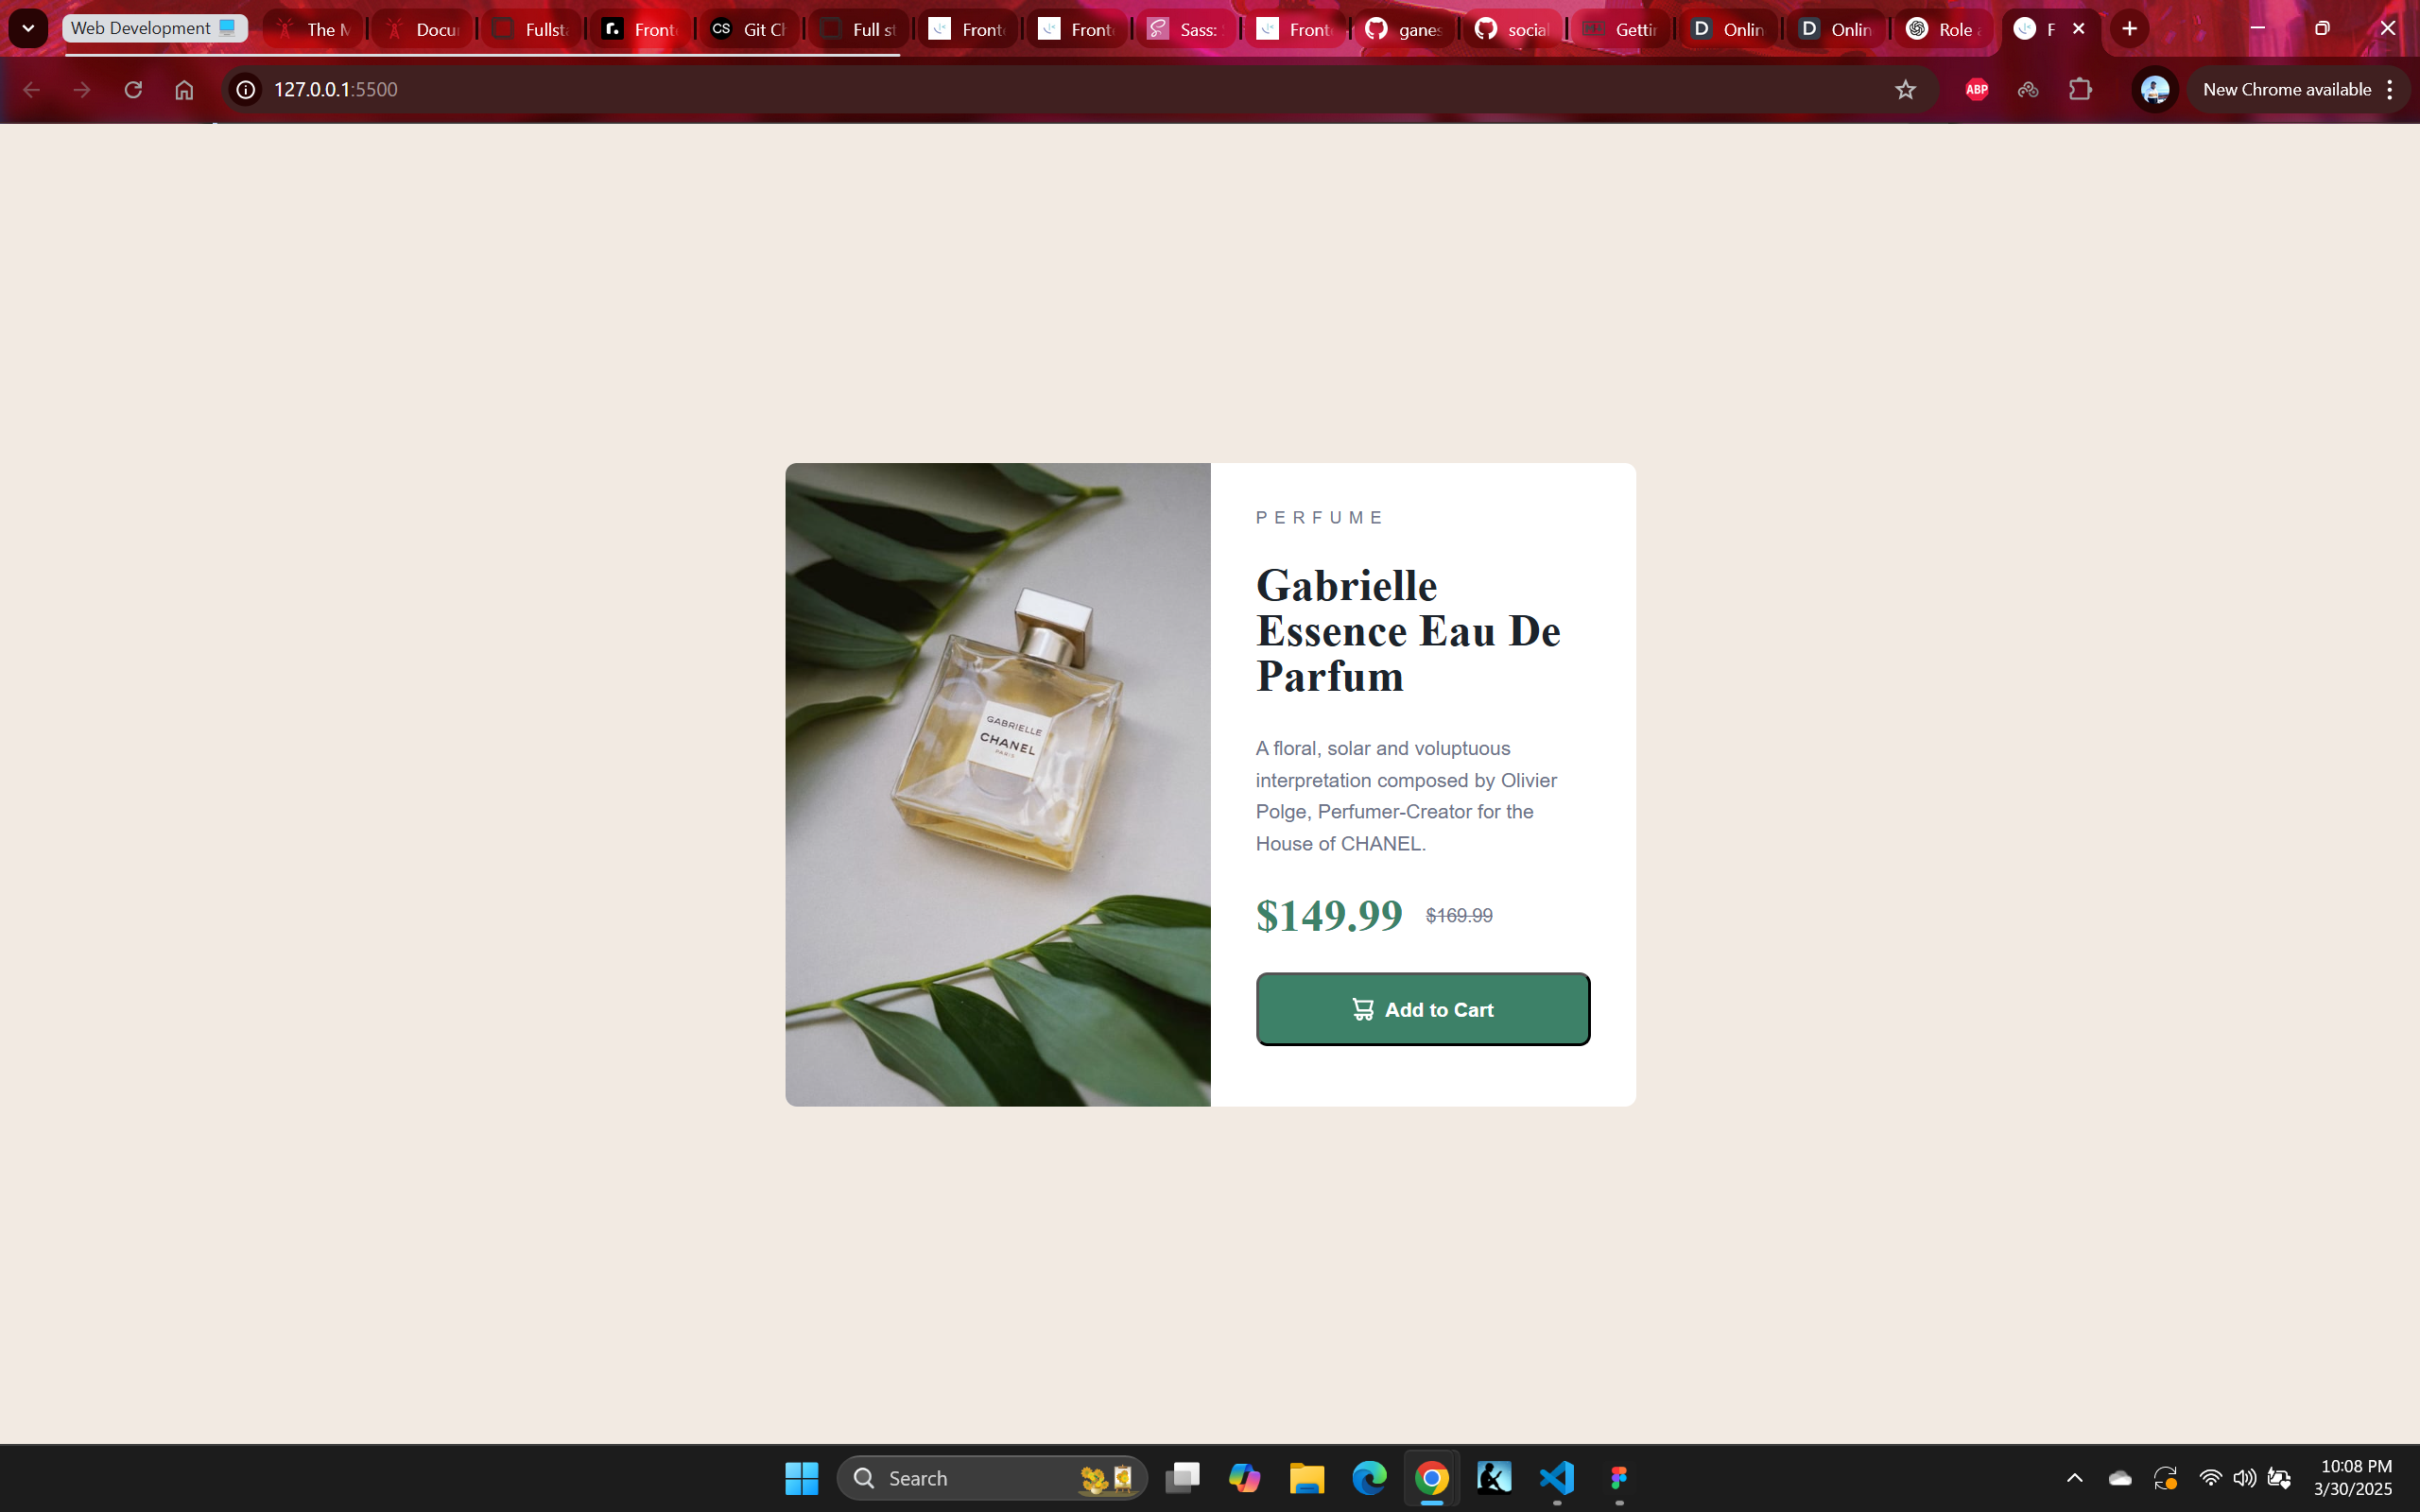 Web Development
The M
Docu
Fullst
Front
Git Ch
Full st
Front
Front
Sass:
Front
ganes
social
Gettin
Onlin
Onlin
Role
F
127.0.0.1:5500
ABP
New Chrome available
PERFUME
Gabrielle
Essence Eau De
Parfum
GABRIELLE
CHANEL
PARIS
A floral, solar and voluptuous
interpretation composed by Olivier
Polge, Perfumer-Creator for the
House of CHANEL.
$149.99 $169.99
Add to Cart
Search
10:08 PM
3/30/2025